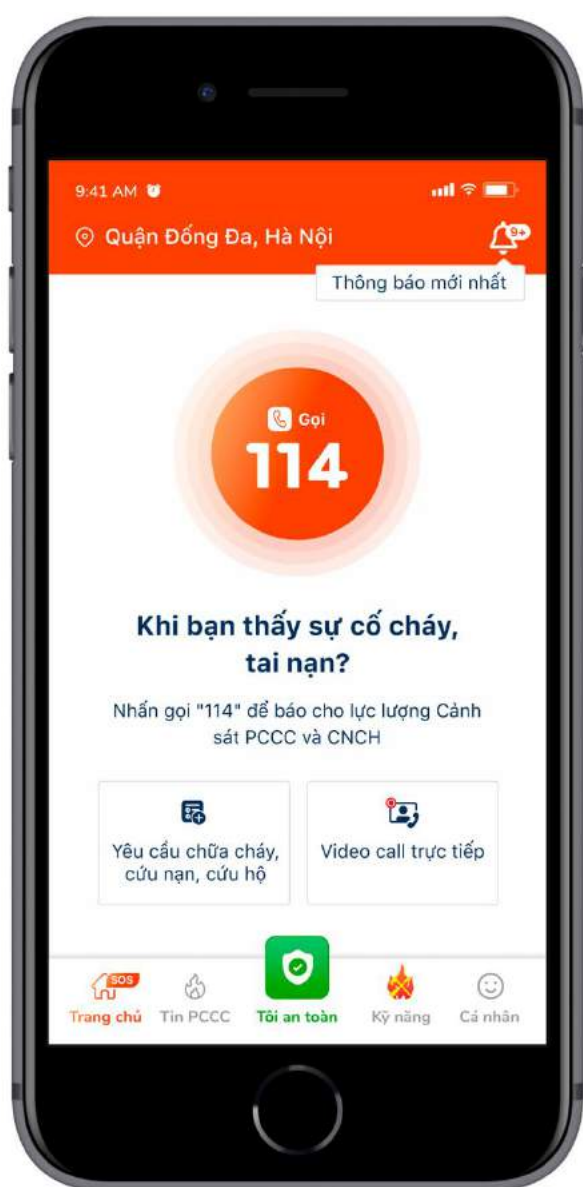 9:41 AM
Quận Đống Đa, Hà Nội
9+
Thông báo mới nhất
Gọi
114
Khi bạn thấy sự cố cháy,
tai nạn?
Nhấn gọi "114" để báo cho lực lượng Cảnh
sát PCCC và CNCH
Yêu cầu chữa cháy,
cứu nạn, cứu hộ
Video call trực tiếp
SOS
Trang chủ
Tin PCCC
Tôi an toàn
Kỹ năng
Cá nhân